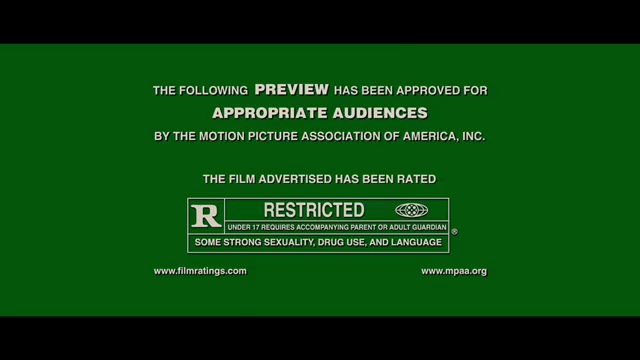 THE FOLLOWING PREVIEW HAS BEEN APPROVED FOR
APPROPRIATE AUDIENCES
BY THE MOTION PICTURE ASSOCIATION OF AMERICA, INC.
THE FILM ADVERTISED HAS BEEN RATED
R RESTRICTED
UNDER 17 REQUIRES ACCOMPANYING PARENT OR ADULT GUARDIAN
SOME STRONG SEXUALITY, DRUG USE, AND LANGUAGE ®
www.filmratings.com www.mpaa.org